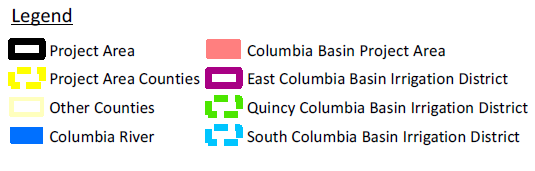 Legend
Project Area
Columbia Basin Project Area
Project Area Counties
East Columbia Basin Irrigation District
Other Counties
Quincy Columbia Basin Irrigation District
Columbia River
South Columbia Basin Irrigation District